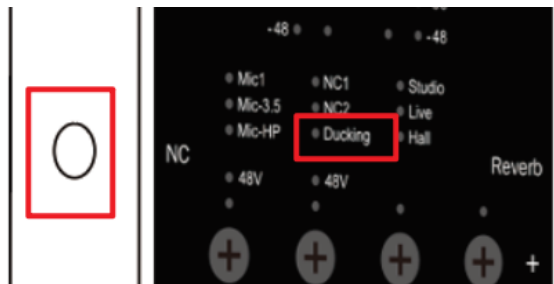 -48 -48
Mic1 NC1 Studio
Mic-3.5 NC2 Live
Mic-HP Ducking Hall
NC Reverb
48V 48V
+ + + + +